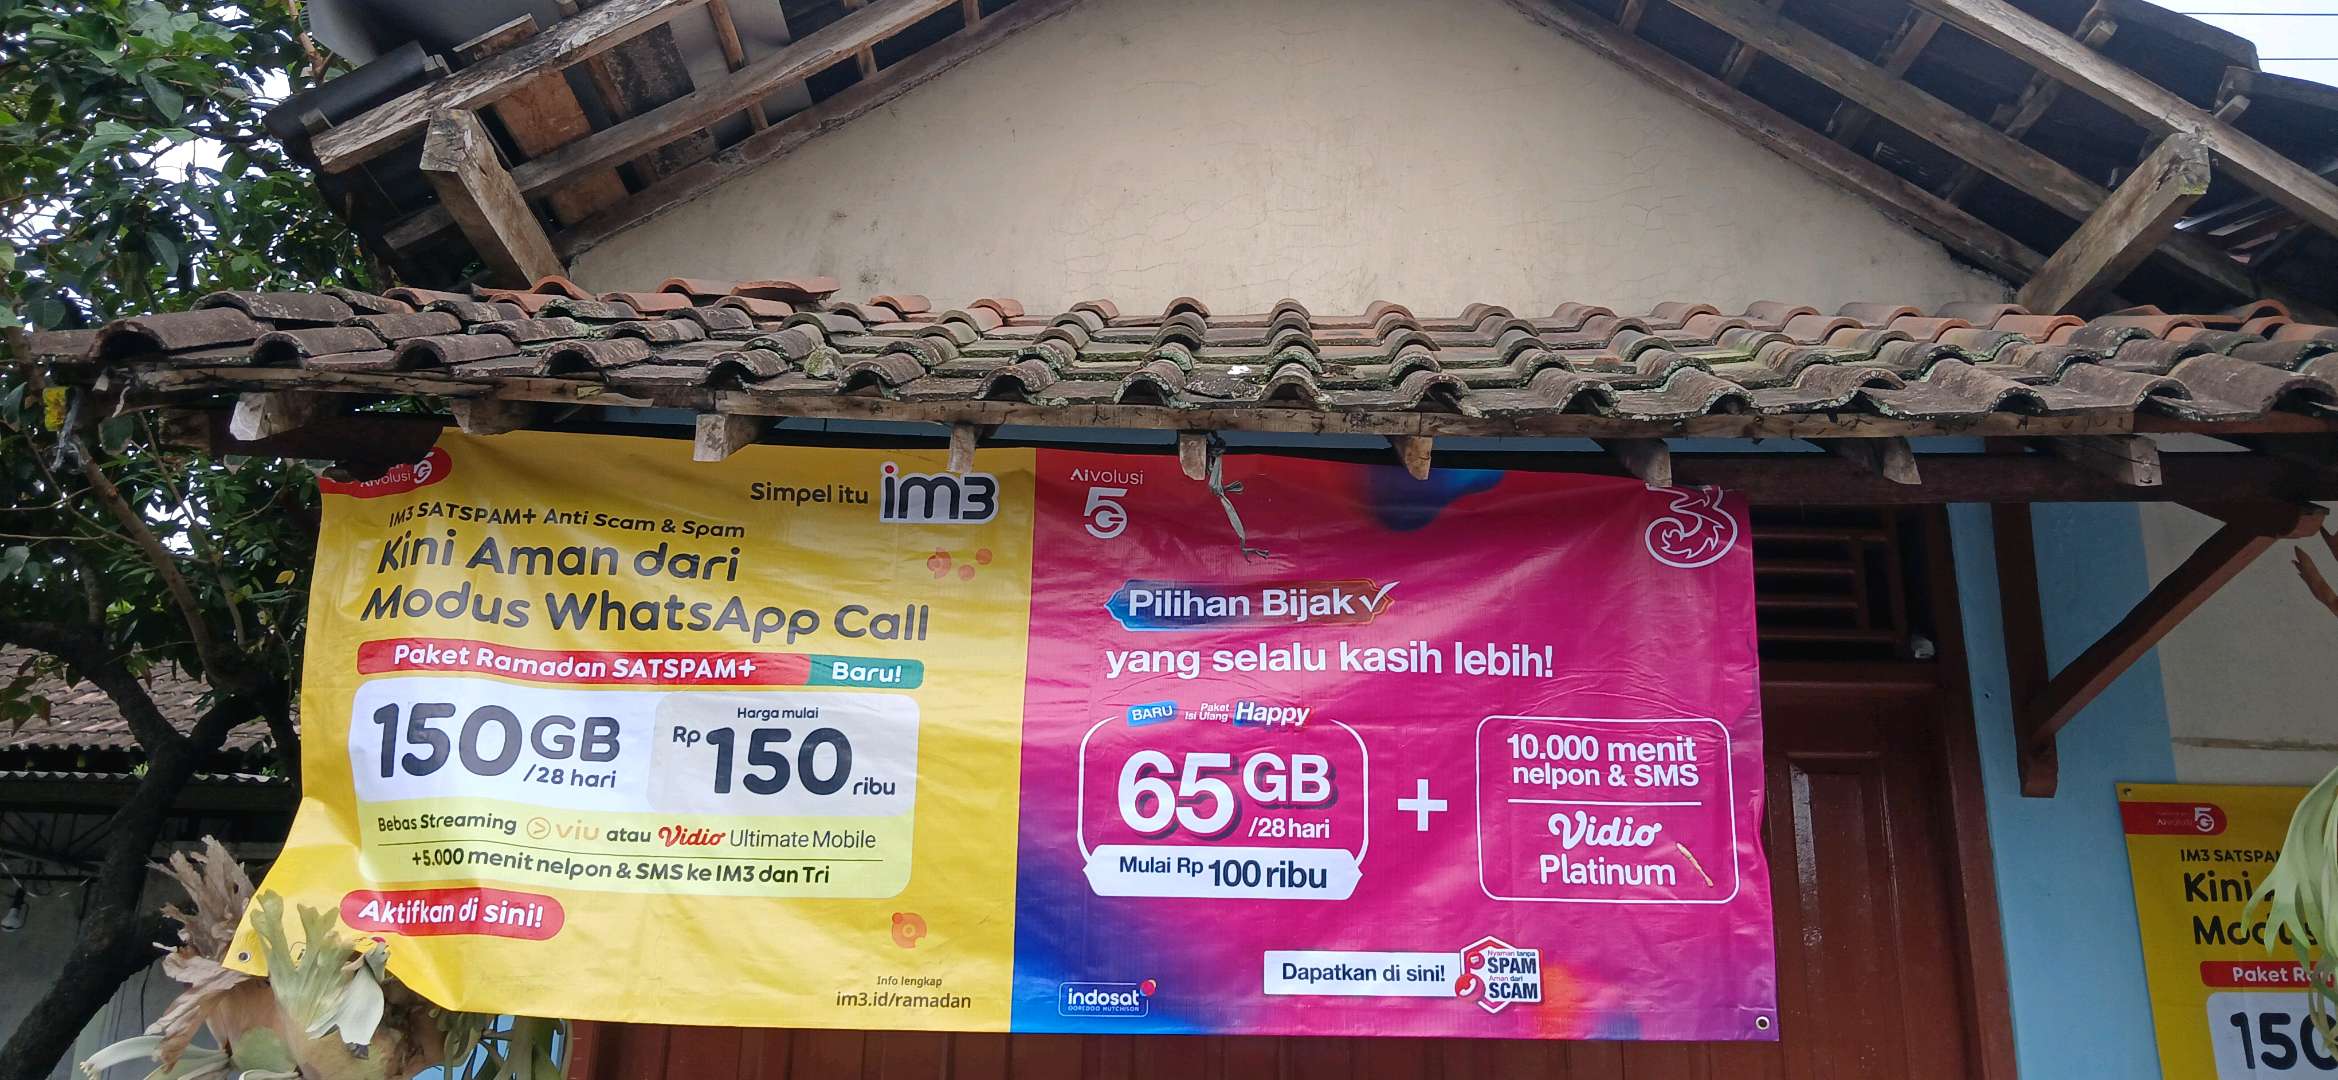 AIvolusi 5G
Simpel itu im3
IM3 SATSPAM+ Anti Scam & Spam
Kini Aman dari
Modus WhatsApp Call
Paket Ramadan SATSPAM+ Baru!
150GB /28 hari
Harga mulai
Rp 150 ribu
Bebas Streaming viu atau Vidio Ultimate Mobile
+5.000 menit nelpon & SMS ke IM3 dan Tri
Aktifkan di sini!
Info lengkap
im3.id/ramadan
AIvolusi
5G
3
Pilihan Bijak
yang selalu kasih lebih!
BARU Paket Isi Ulang Happy
65GB /28 hari
Mulai Rp 100 ribu
+
10.000 menit
nelpon & SMS
Vidio
Platinum
Dapatkan di sini!
Nyaman tanpa
SPAM
Aman dari
SCAM
indosat
OOREDOO HUTCHISON
AIvolusi 5G
IM3 SATSPA
Kini
Modus
Paket Ra
150